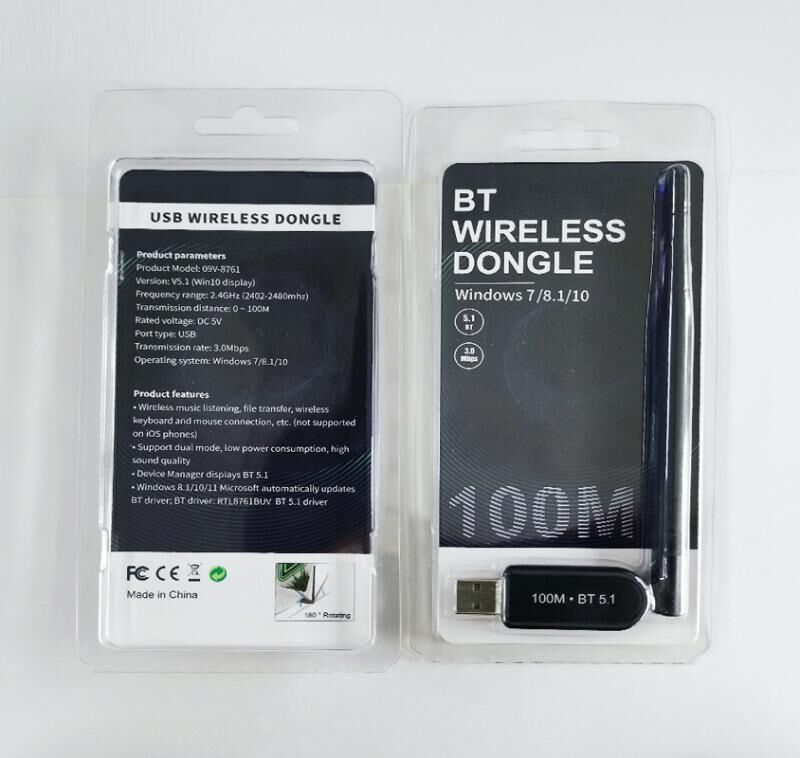 USB WIRELESS DONGLE
Product parameters
Product Model: 09V-8761
Version: V5.1 (Win10 display)
Frequency range: 2.4GHz (2402-2480mhz)
Transmission distance: 0 ~ 100M
Rated voltage: DC 5V
Port type: USB
Transmission rate: 3.0Mbps
Operating system: Windows 7/8.1/10
Product features
• Wireless music listening, file transfer, wireless
keyboard and mouse connection, etc. (not supported
on iOS phones)
• Support dual mode, low power consumption, high
sound quality
• Device Manager displays BT 5.1
• Windows 8.1/10/11 Microsoft automatically updates
BT driver; BT driver: RTL8761BUV BT 5.1 driver
FC CE
Made in China
180° Rotating
BT
WIRELESS
DONGLE
Windows 7/8.1/10
5.1
BT
3.0
Mbps
100M
100M • BT 5.1